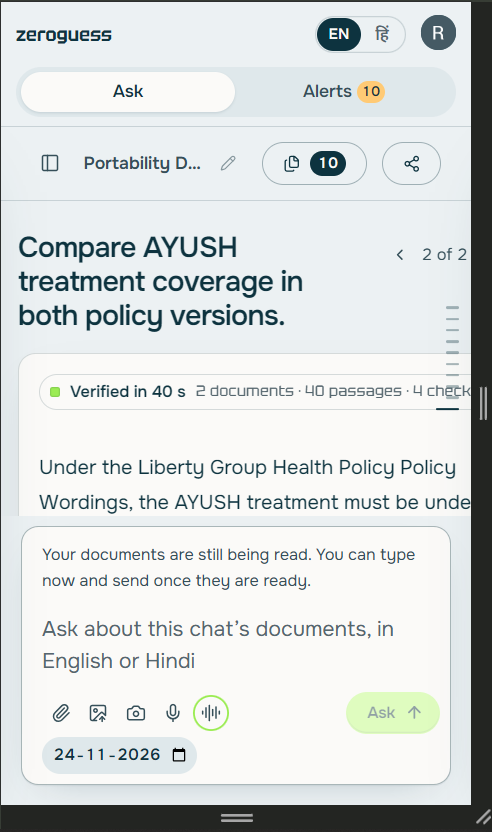 zeroguess
EN हिं R
Ask Alerts 10
Portability D... 10
Compare AYUSH
treatment coverage in
both policy versions.
2 of 2
Verified in 40 s 2 documents · 40 passages · 4 check
Under the Liberty Group Health Policy Policy
Wordings, the AYUSH treatment must be unde
Your documents are still being read. You can type
now and send once they are ready.
Ask about this chat’s documents, in
English or Hindi
Ask
24-11-2026